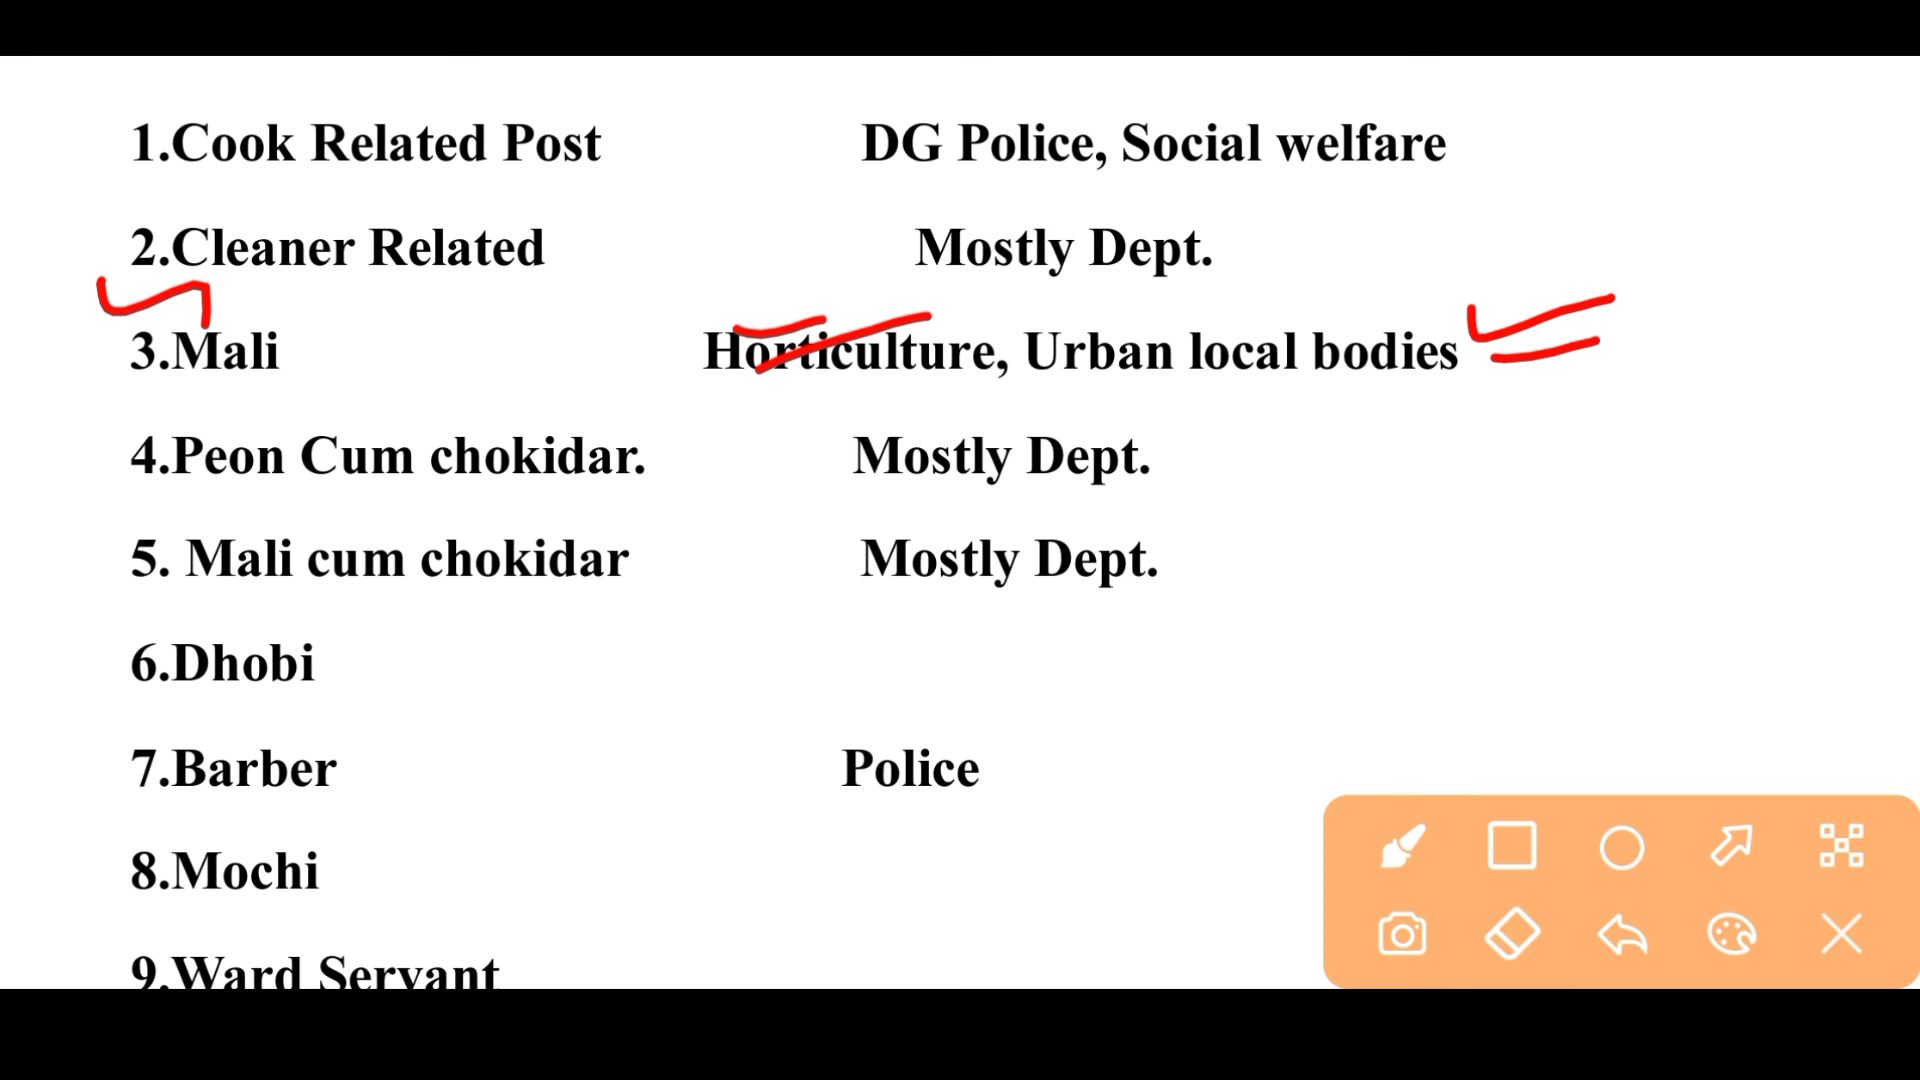 1.Cook Related Post DG Police, Social welfare
2.Cleaner Related Mostly Dept.
3.Mali Horticulture, Urban local bodies
4.Peon Cum chokidar. Mostly Dept.
5. Mali cum chokidar Mostly Dept.
6.Dhobi
7.Barber Police
8.Mochi
9.Ward Servant